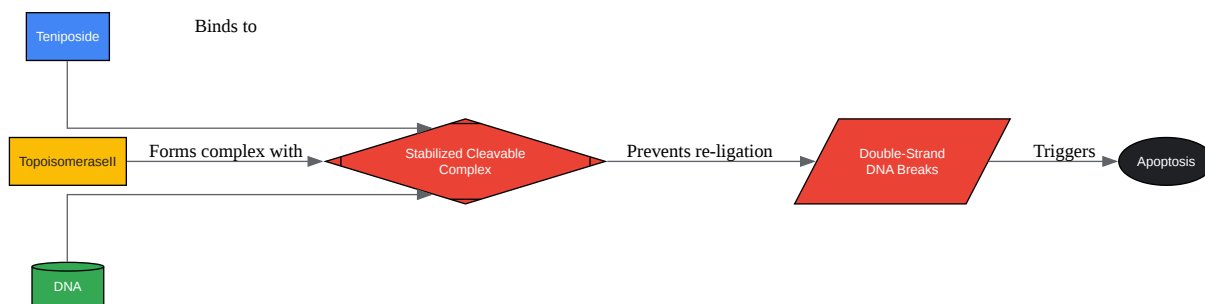 Binds to
Teniposide
TopoisomeraseII
Forms complex with
Stabilized Cleavable
Complex
Prevents re-ligation
Double-Strand
DNA Breaks
Triggers
Apoptosis
DNA